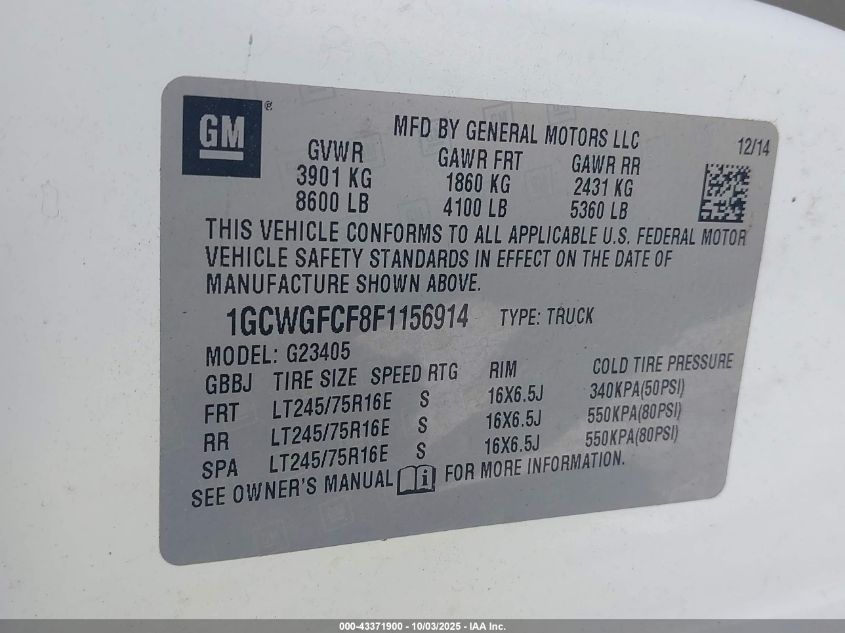 GM ®
MFD BY GENERAL MOTORS LLC
12/14
GVWR GAWR FRT GAWR RR
3901 KG 1860 KG 2431 KG
8600 LB 4100 LB 5360 LB
THIS VEHICLE CONFORMS TO ALL APPLICABLE U.S. FEDERAL MOTOR
VEHICLE SAFETY STANDARDS IN EFFECT ON THE DATE OF
MANUFACTURE SHOWN ABOVE.
1GCWGFCF8F1156914 TYPE: TRUCK
MODEL: G23405
GBBJ TIRE SIZE SPEED RTG RIM COLD TIRE PRESSURE
FRT LT245/75R16E S 16X6.5J 340KPA(50PSI)
RR LT245/75R16E S 16X6.5J 550KPA(80PSI)
SPA LT245/75R16E S 16X6.5J 550KPA(80PSI)
SEE OWNER'S MANUAL i FOR MORE INFORMATION.
000-43371900 - 10/03/2025 - IAA Inc.